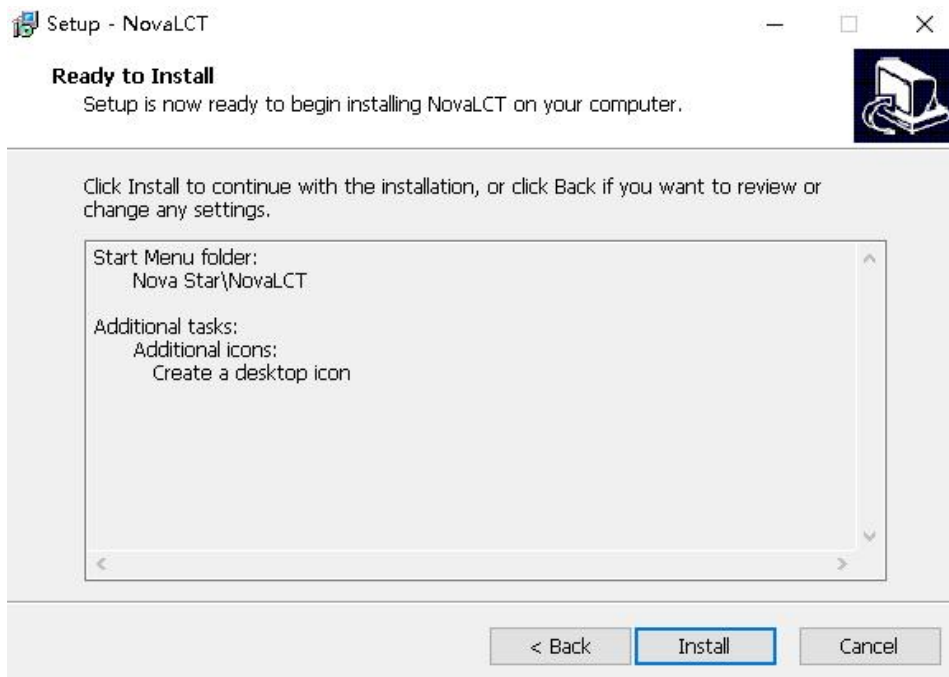 Setup - NovaLCT
Ready to Install
Setup is now ready to begin installing NovaLCT on your computer.
Click Install to continue with the installation, or click Back if you want to review or
change any settings.
Start Menu folder:
Nova Star\NovaLCT
Additional tasks:
Additional icons:
Create a desktop icon
< Back
Install
Cancel